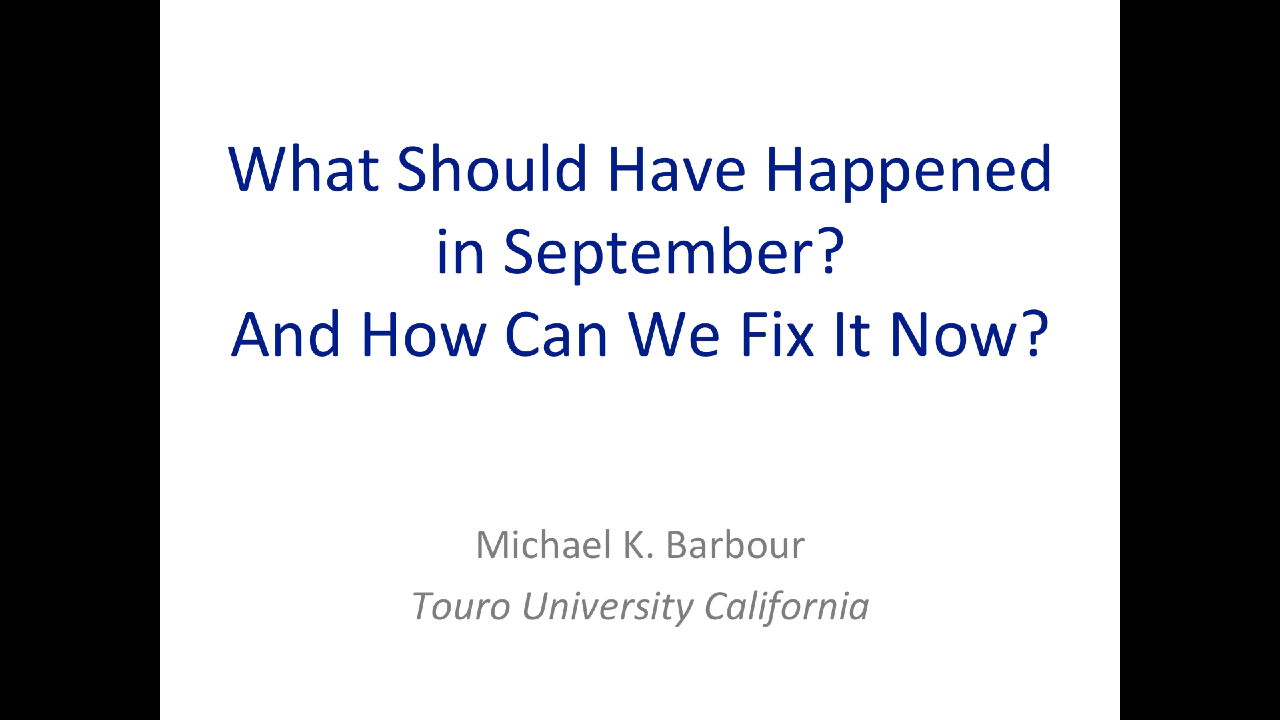 What Should Have Happened
in September?
And How Can We Fix It Now?
Michael K. Barbour
Touro University California